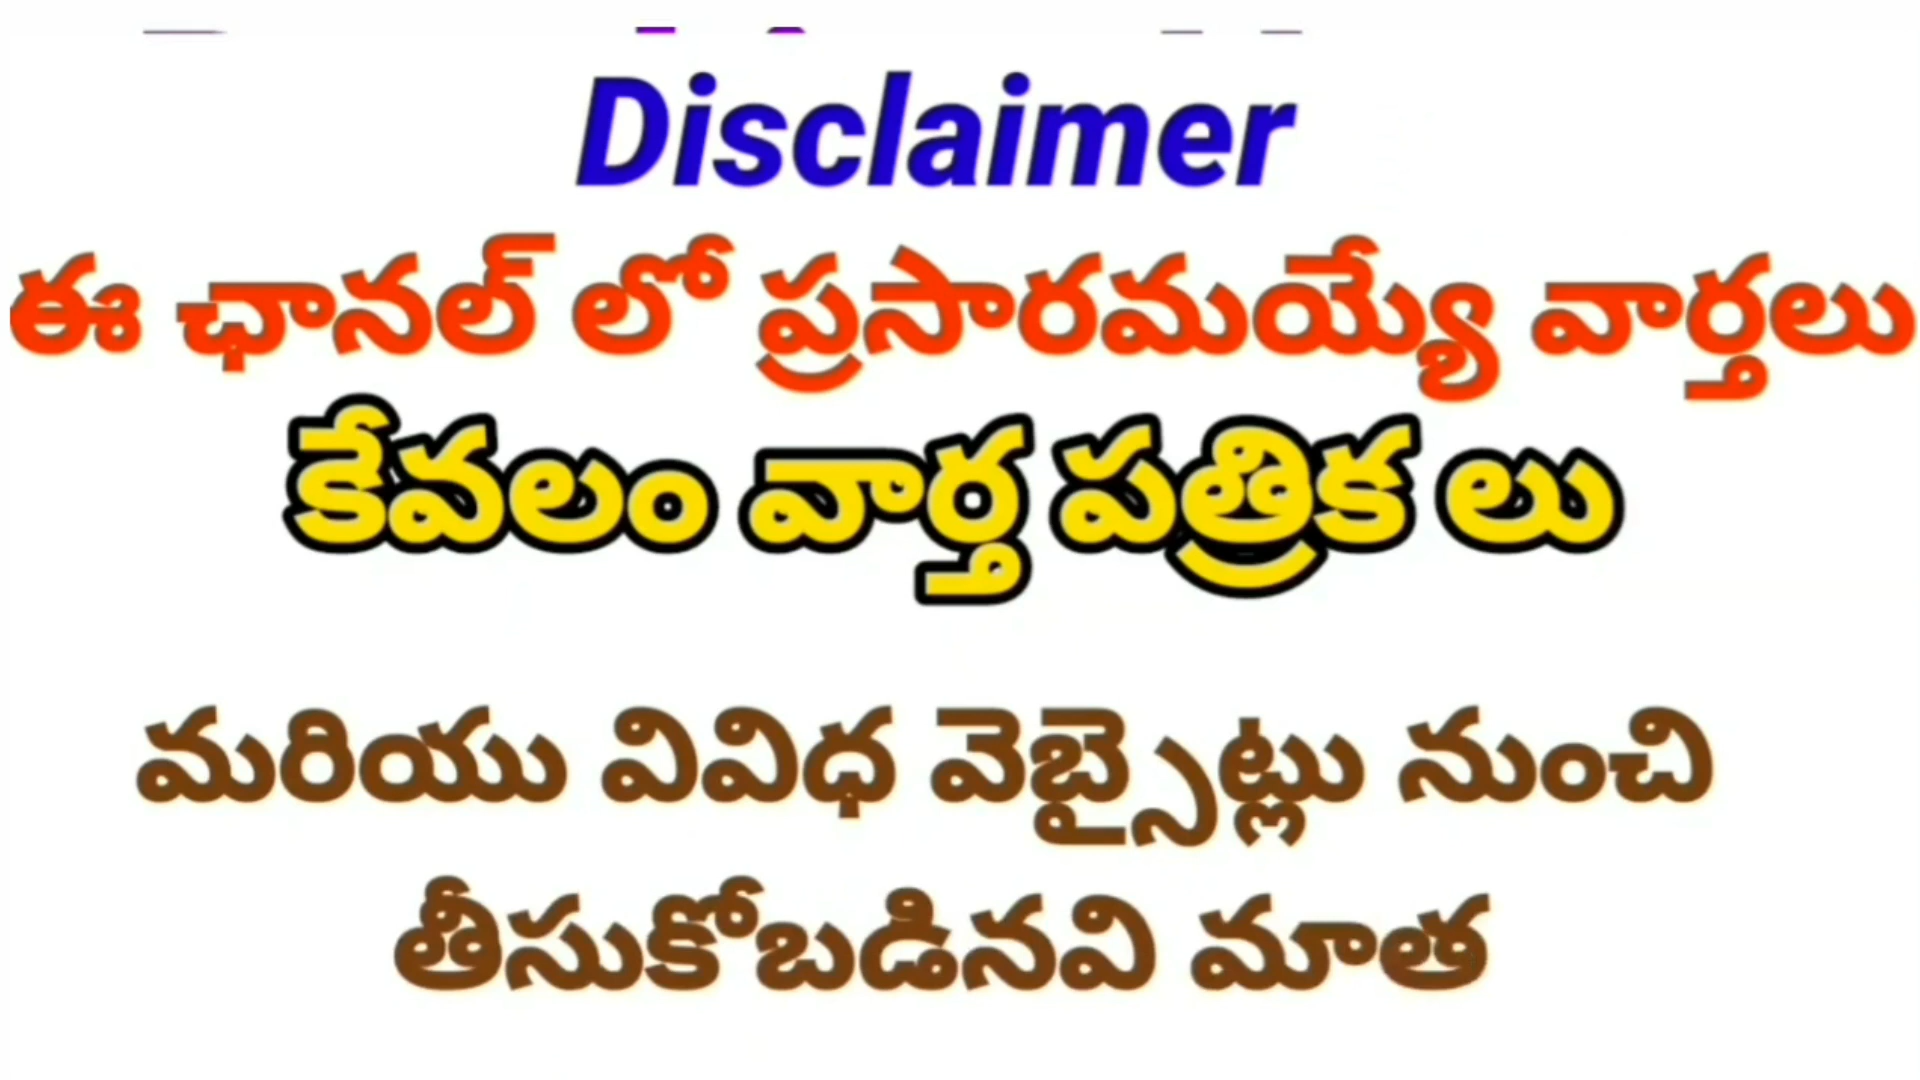 Disclaimer
ఈ ఛానల్ లో ప్రసారమయ్యే వార్తలు
కేవలం వార్త పత్రిక లు
మరియు వివిధ వెబ్సైట్లు నుంచి
తీసుకోబడినవి మాత